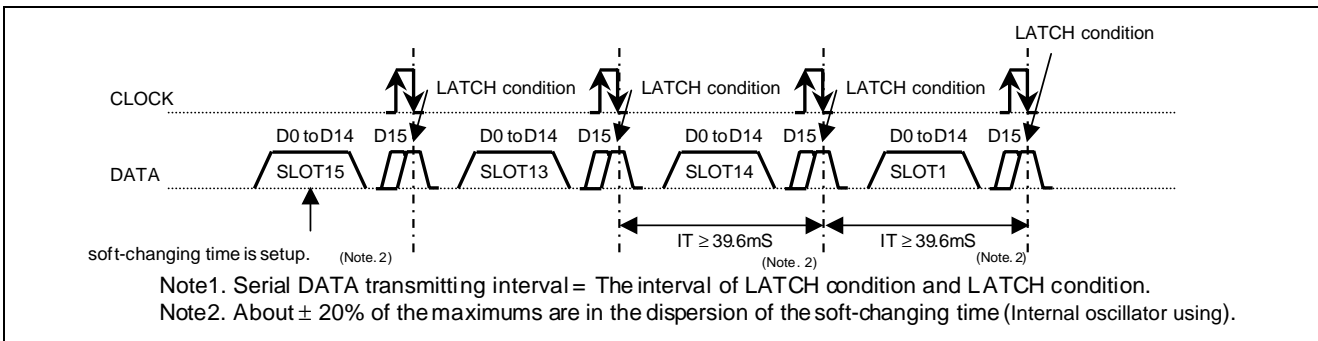 LATCH condition
CLOCK
LATCH condition LATCH condition LATCH condition
D0 to D14 D15 D0 to D14 D15 D0 to D14 D15 D0 to D14 D15
DATA
SLOT15 SLOT13 SLOT14 SLOT1
IT ≥ 39.6mS IT ≥ 39.6mS
soft-changing time is setup. (Note. 2) (Note. 2) (Note. 2)
Note1. Serial DATA transmitting interval = The interval of LATCH condition and LATCH condition.
Note2. About ± 20% of the maximums are in the dispersion of the soft-changing time (Internal oscillator using).